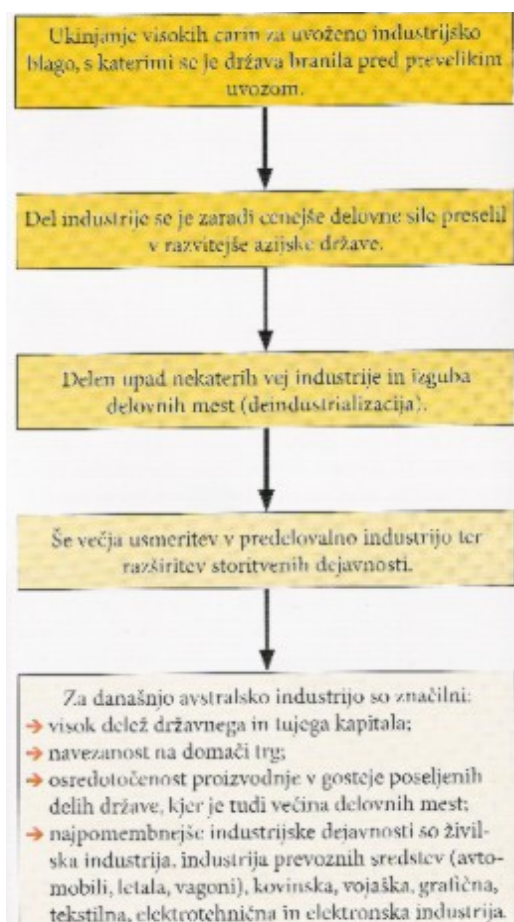 Ukinjanje visokih carin za uvoženo industrijsko
blago, s katerimi se je država branila pred prevelikim
uvozom.
Del industrije se je zaradi cenejše delovne sile preselil
v razvitejše azijske države.
Delen upad nekaterih vej industrije in izguba
delovnih mest (deindustrializacija).
Še večja usmeritev v predelovalno industrijo ter
razširitev storitvenih dejavnosti.
Za današnjo avstralsko industrijo so značilni:
→ visok delež državnega in tujega kapitala;
→ navezanost na domači trg;
→ osredotočenost proizvodnje v gosteje poseljenih
delih države, kjer je tudi večina delovnih mest;
→ najpomembnejše industrijske dejavnosti so živil-
ska industrija, industrija prevoznih sredstev (avto-
mobili, letala, vagoni), kovinska, vojaška, grafična,
tekstilna, elektrotehnična in elektronska industrija.